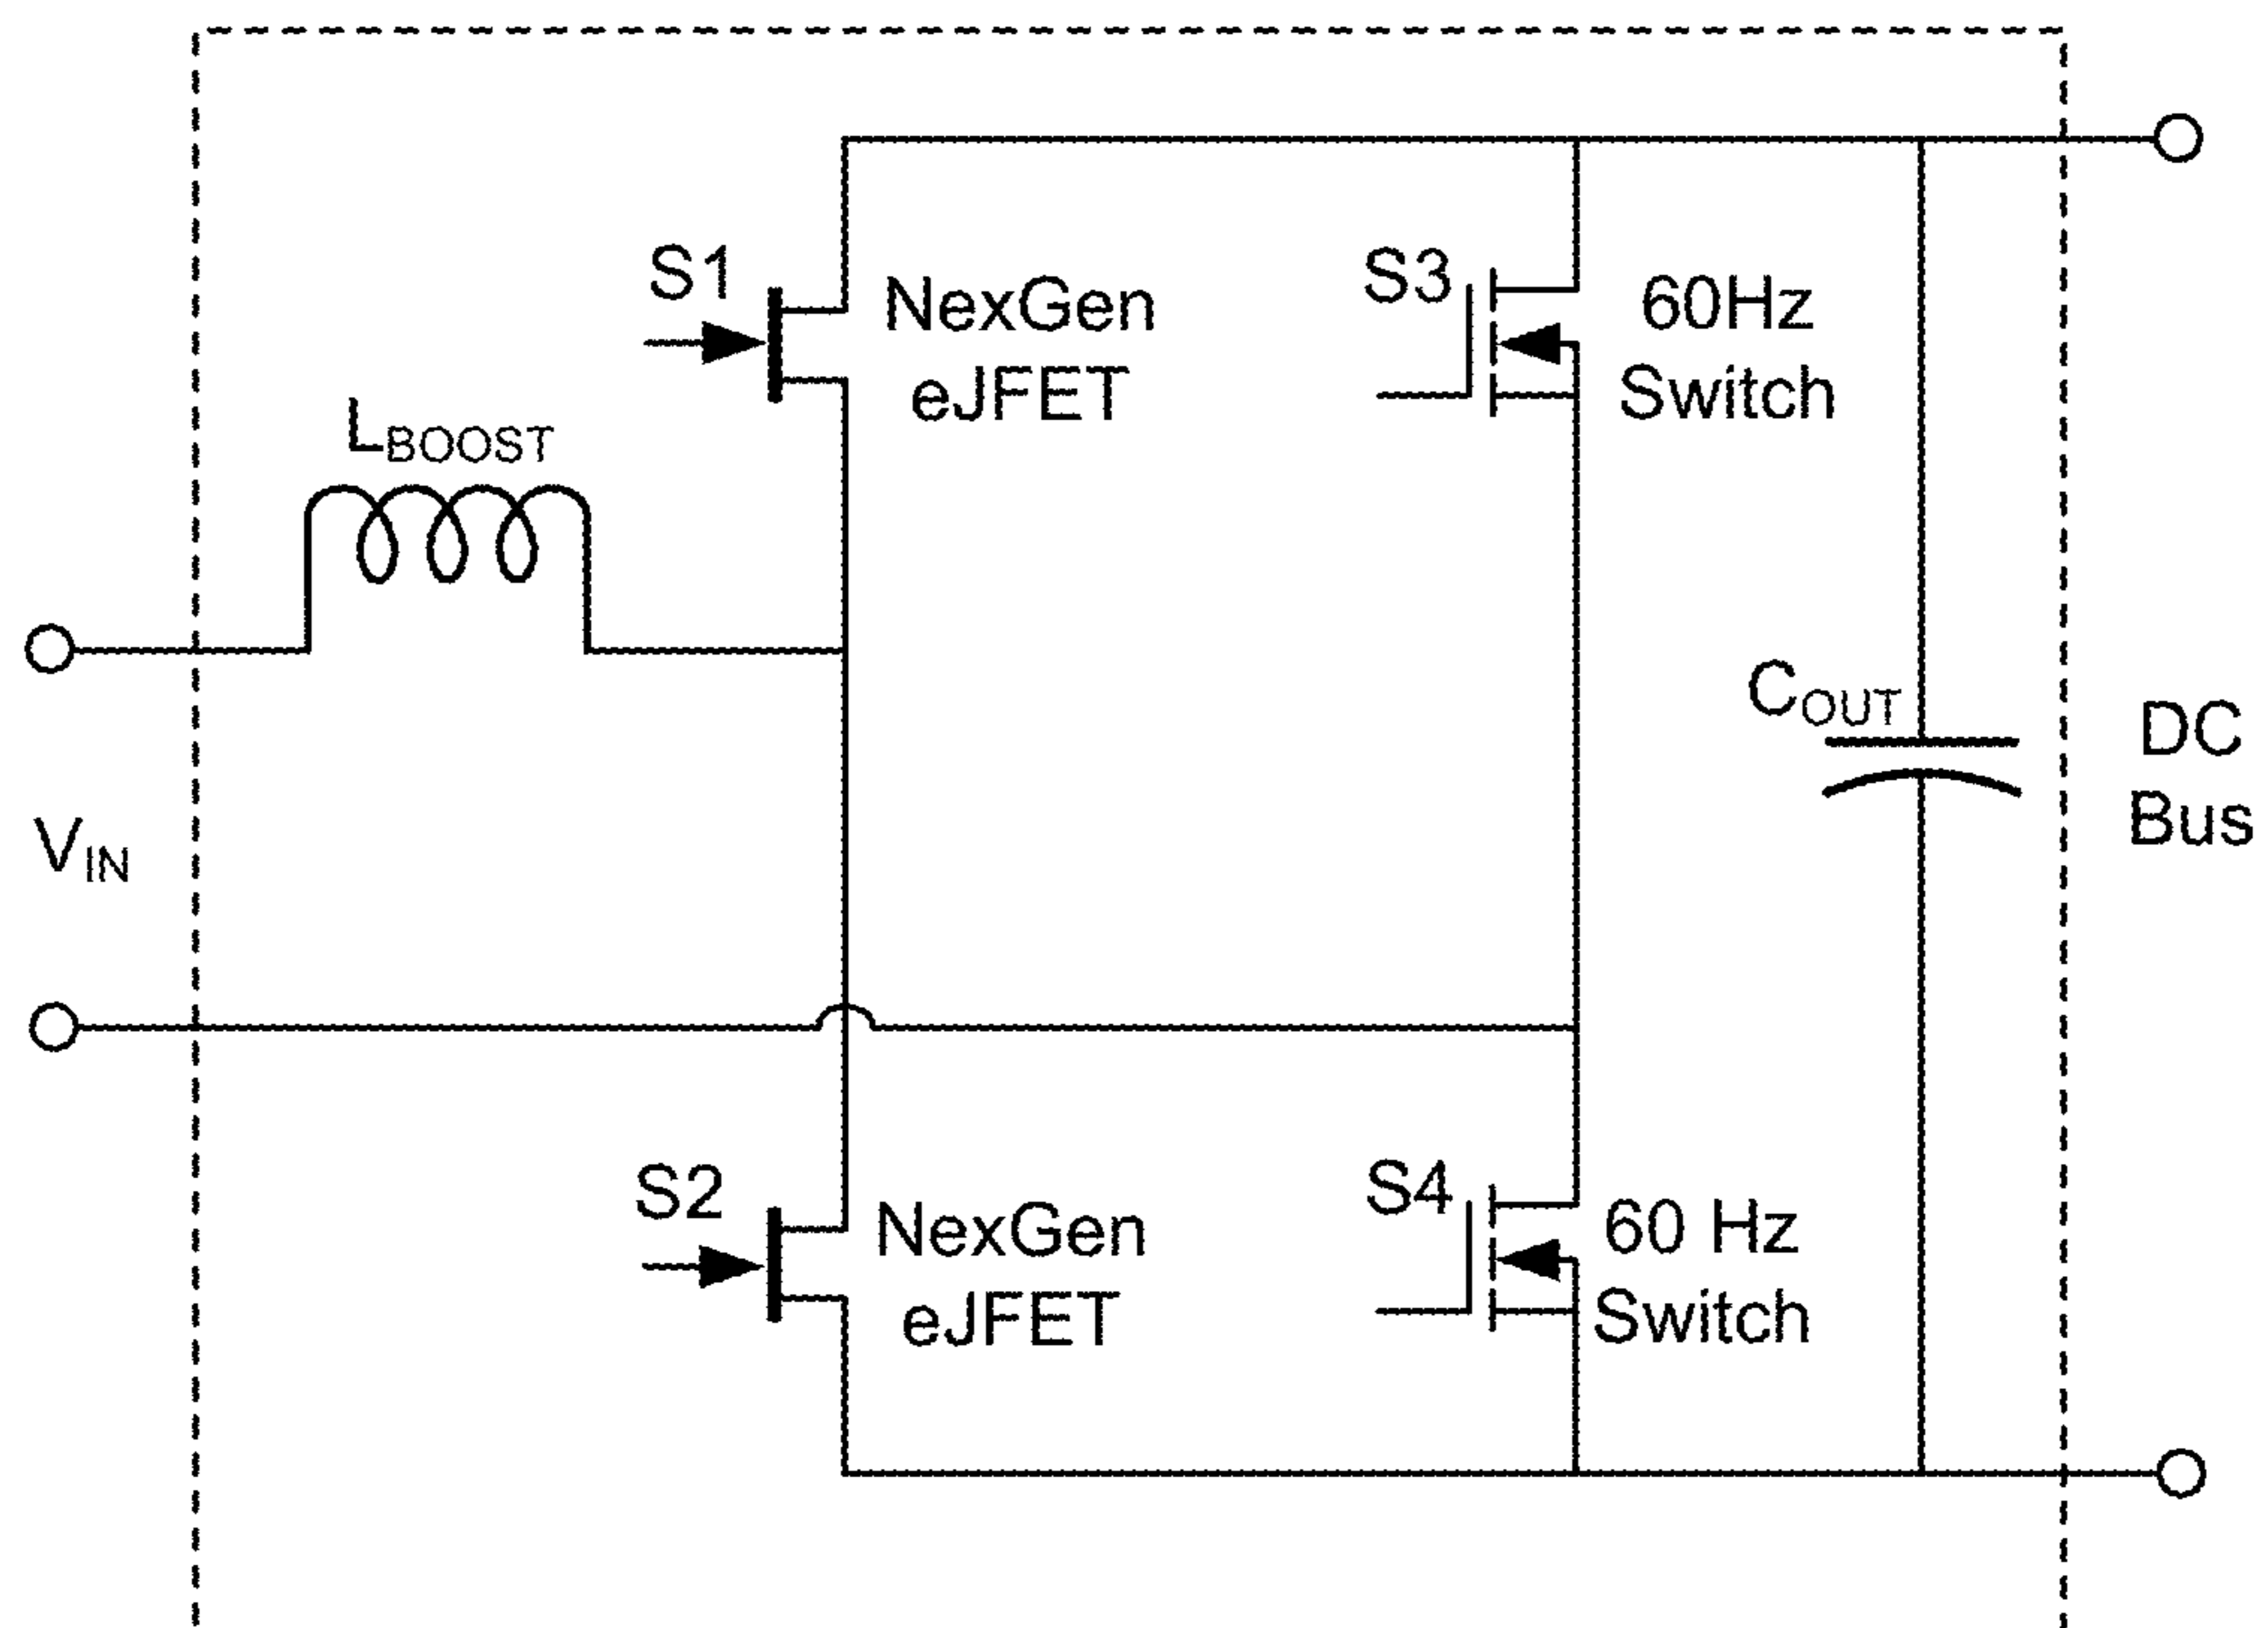 S1
NexGen
eJFET
S3
60Hz
Switch
LBOOST
COUT
DC
Bus
VIN
S2
NexGen
eJFET
S4
60 Hz
Switch